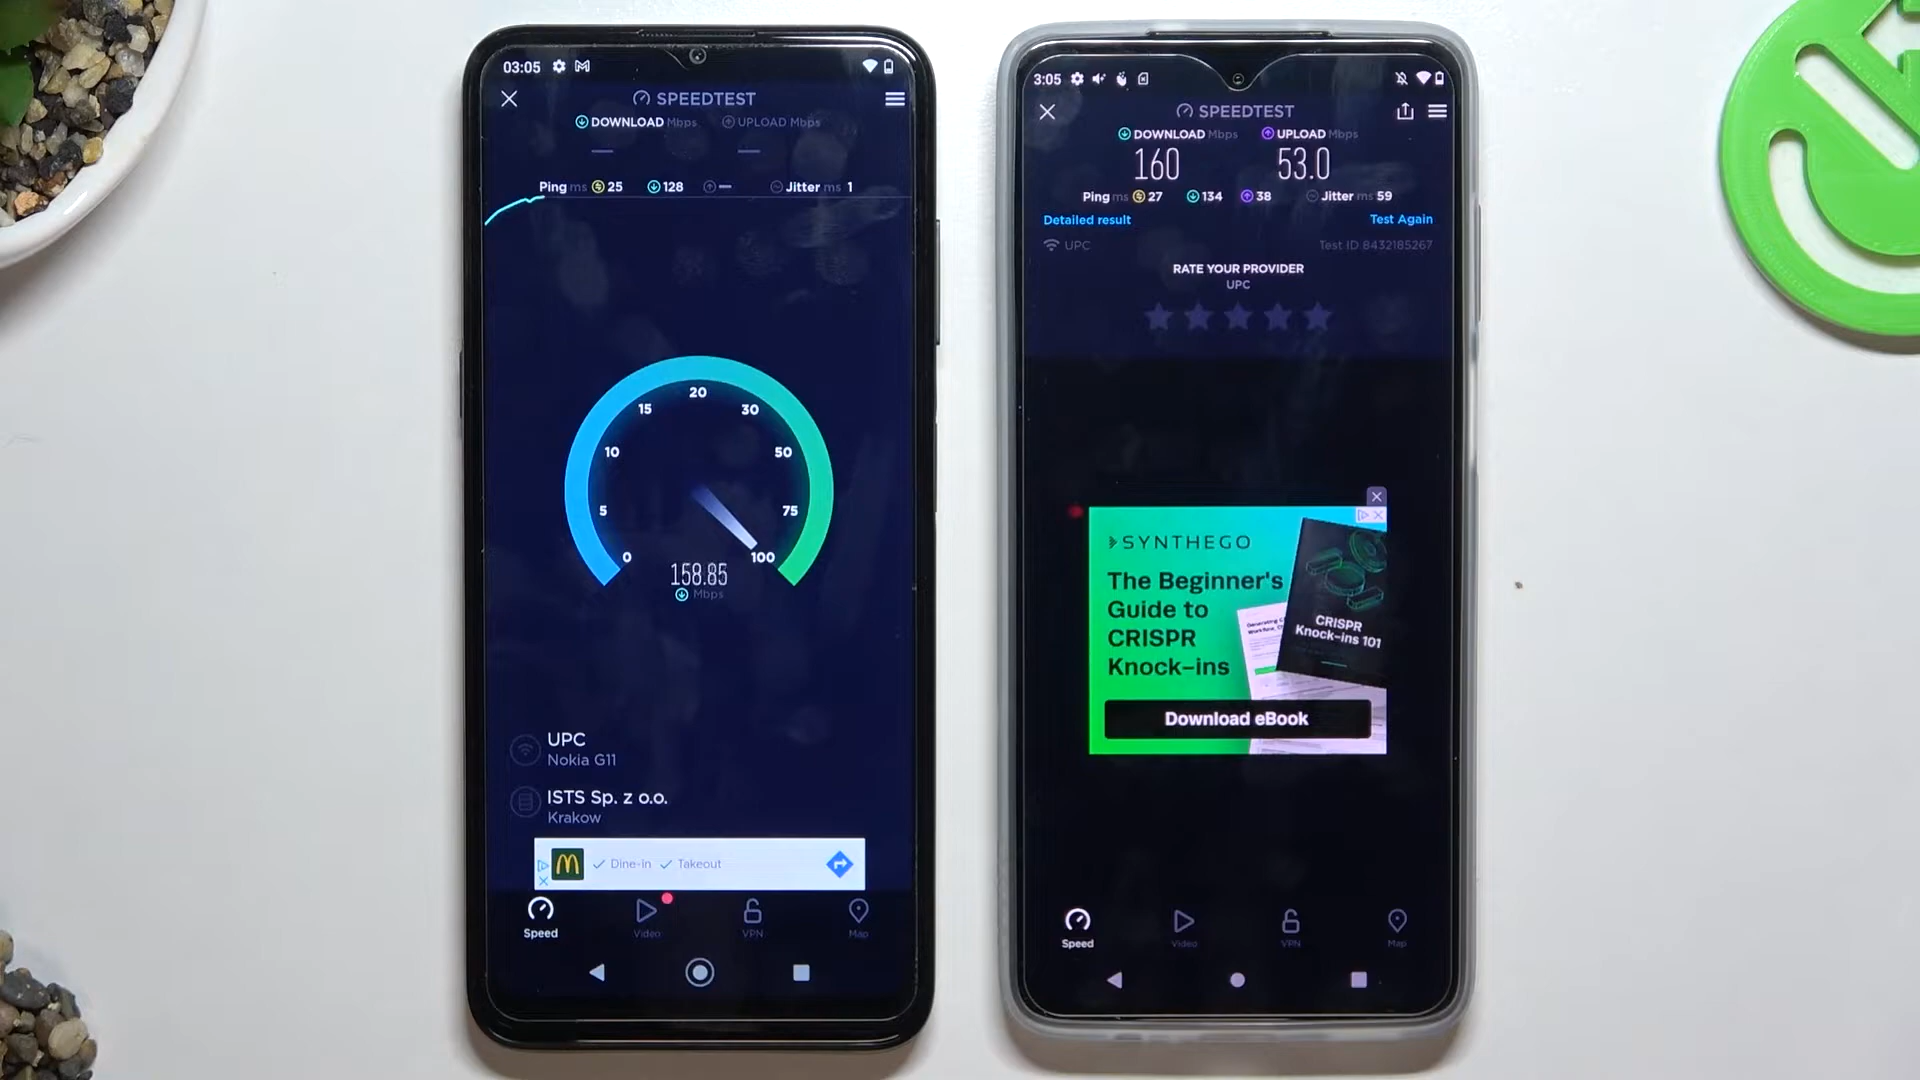 03:05
SPEEDTEST
DOWNLOAD Mbps UPLOAD Mbps
Ping ms 25 128 Jitter ms 1
20
15 30
10 50
5 75
0 100
158.85
Mbps
UPC
Nokia G11
ISTS Sp. z o.o.
Krakow
Dine-In Takeout
Speed Video VPN Map
3:05
SPEEDTEST
DOWNLOAD Mbps UPLOAD Mbps
160 53.0
Ping ms 27 134 38 Jitter ms 59
Detailed result Test Again
UPC Test ID 8432185267
RATE YOUR PROVIDER
UPC
SYNTHEGO
The Beginner's
Guide to
CRISPR
Knock-ins
CRISPR
Knock-ins 101
Download eBook
Speed Video VPN Map